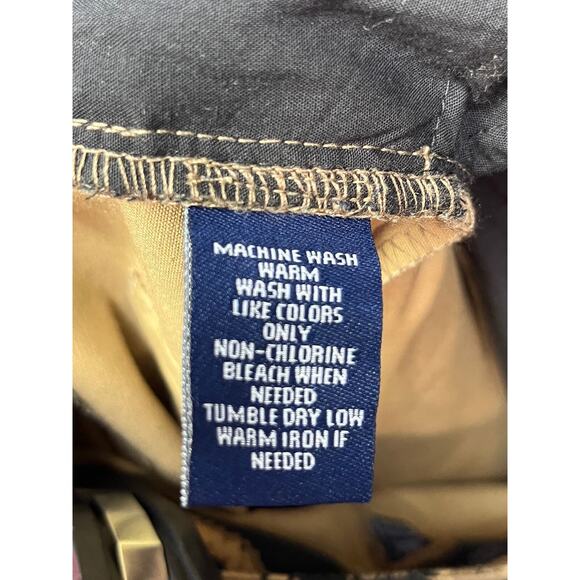 MACHINE WASH
WARM
WASH WITH
LIKE COLORS
ONLY
NON-CHLORINE
BLEACH WHEN
NEEDED
TUMBLE DRY LOW
WARM IRON IF
NEEDED